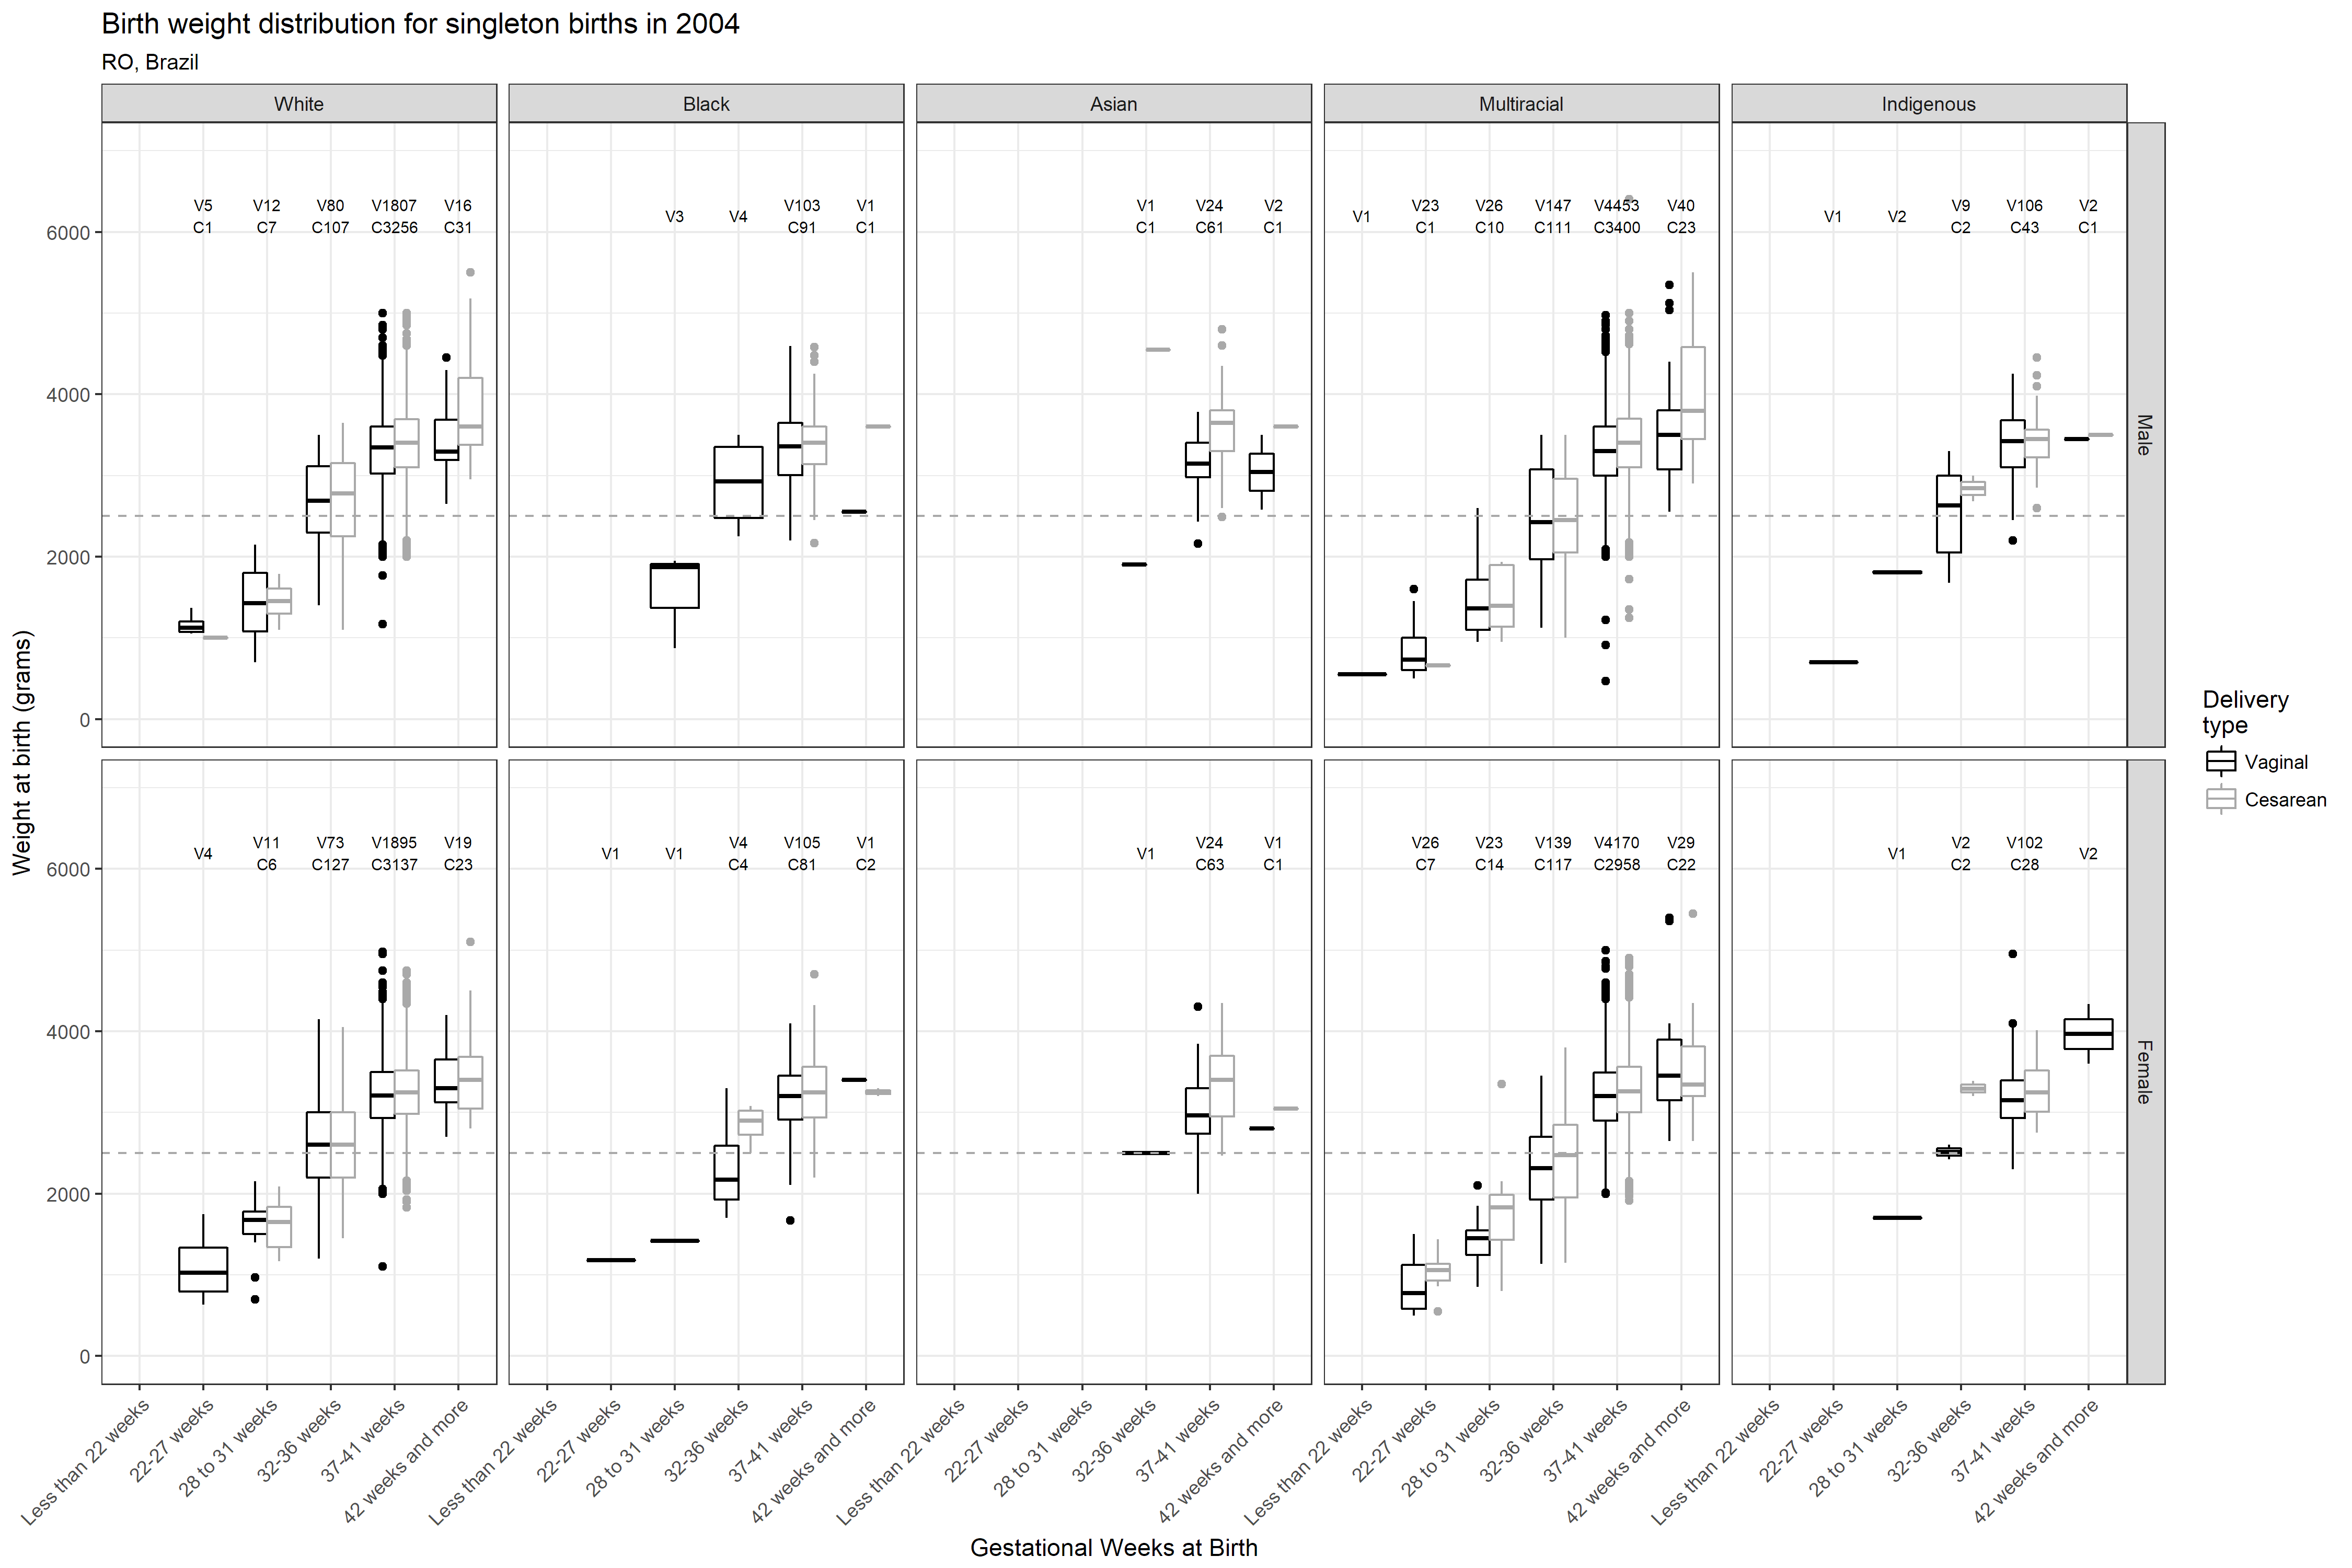 Birth weight distribution for singleton births in 2004
RO, Brazil
White Black Asian Multiracial Indigenous
V5 V12 V80 V1807 V16 V3 V4 V103 V1 V1 V24 V2 V1 V23 V26 V147 V4453 V40 V1 V2 V9 V106 V2
C1 C7 C107 C3256 C31 C91 C1 C1 C61 C1 C1 C10 C111 C3400 C23 C2 C43 C1
6000
4000
2000
0
Male
V4 V11 V73 V1895 V19 V1 V1 V4 V105 V1 V1 V24 V1 V26 V23 V139 V4170 V29 V1 V2 V102 V2
C6 C127 C3137 C23 C4 C81 C2 C63 C1 C7 C14 C117 C2958 C22 C2 C28
6000
4000
2000
0
Female
Weight at birth (grams)
Less than 22 weeks 22-27 weeks 28 to 31 weeks 32-36 weeks 37-41 weeks 42 weeks and more
Less than 22 weeks 22-27 weeks 28 to 31 weeks 32-36 weeks 37-41 weeks 42 weeks and more
Less than 22 weeks 22-27 weeks 28 to 31 weeks 32-36 weeks 37-41 weeks 42 weeks and more
Less than 22 weeks 22-27 weeks 28 to 31 weeks 32-36 weeks 37-41 weeks 42 weeks and more
Less than 22 weeks 22-27 weeks 28 to 31 weeks 32-36 weeks 37-41 weeks 42 weeks and more
Gestational Weeks at Birth
Delivery
type
Vaginal
Cesarean